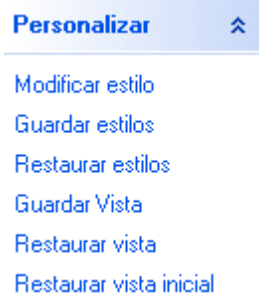 Personalizar
Modificar estilo
Guardar estilos
Restaurar estilos
Guardar Vista
Restaurar vista
Restaurar vista inicial